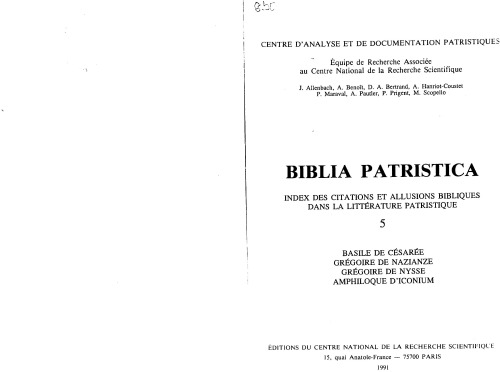 CENTRE D'ANALYSE ET DE DOCUMENTATION PATRISTIQUES
Équipe de Recherche Associée
au Centre National de la Recherche Scientifique
J. Allenbach, A. Benoît, D. A. Bertrand, A. Hanriot-Coustet
P. Maraval, A. Pautler, P. Prigent, M. Scopello
BIBLIA PATRISTICA
INDEX DES CITATIONS ET ALLUSIONS BIBLIQUES
DANS LA LITTÉRATURE PATRISTIQUE
5
BASILE DE CÉSARÉE
GRÉGOIRE DE NAZIANZE
GRÉGOIRE DE NYSSE
AMPHILOQUE D'ICONIUM
ÉDITIONS DU CENTRE NATIONAL DE LA RECHERCHE SCIENTIFIQUE
15, quai Anatole-France — 75700 PARIS
1991